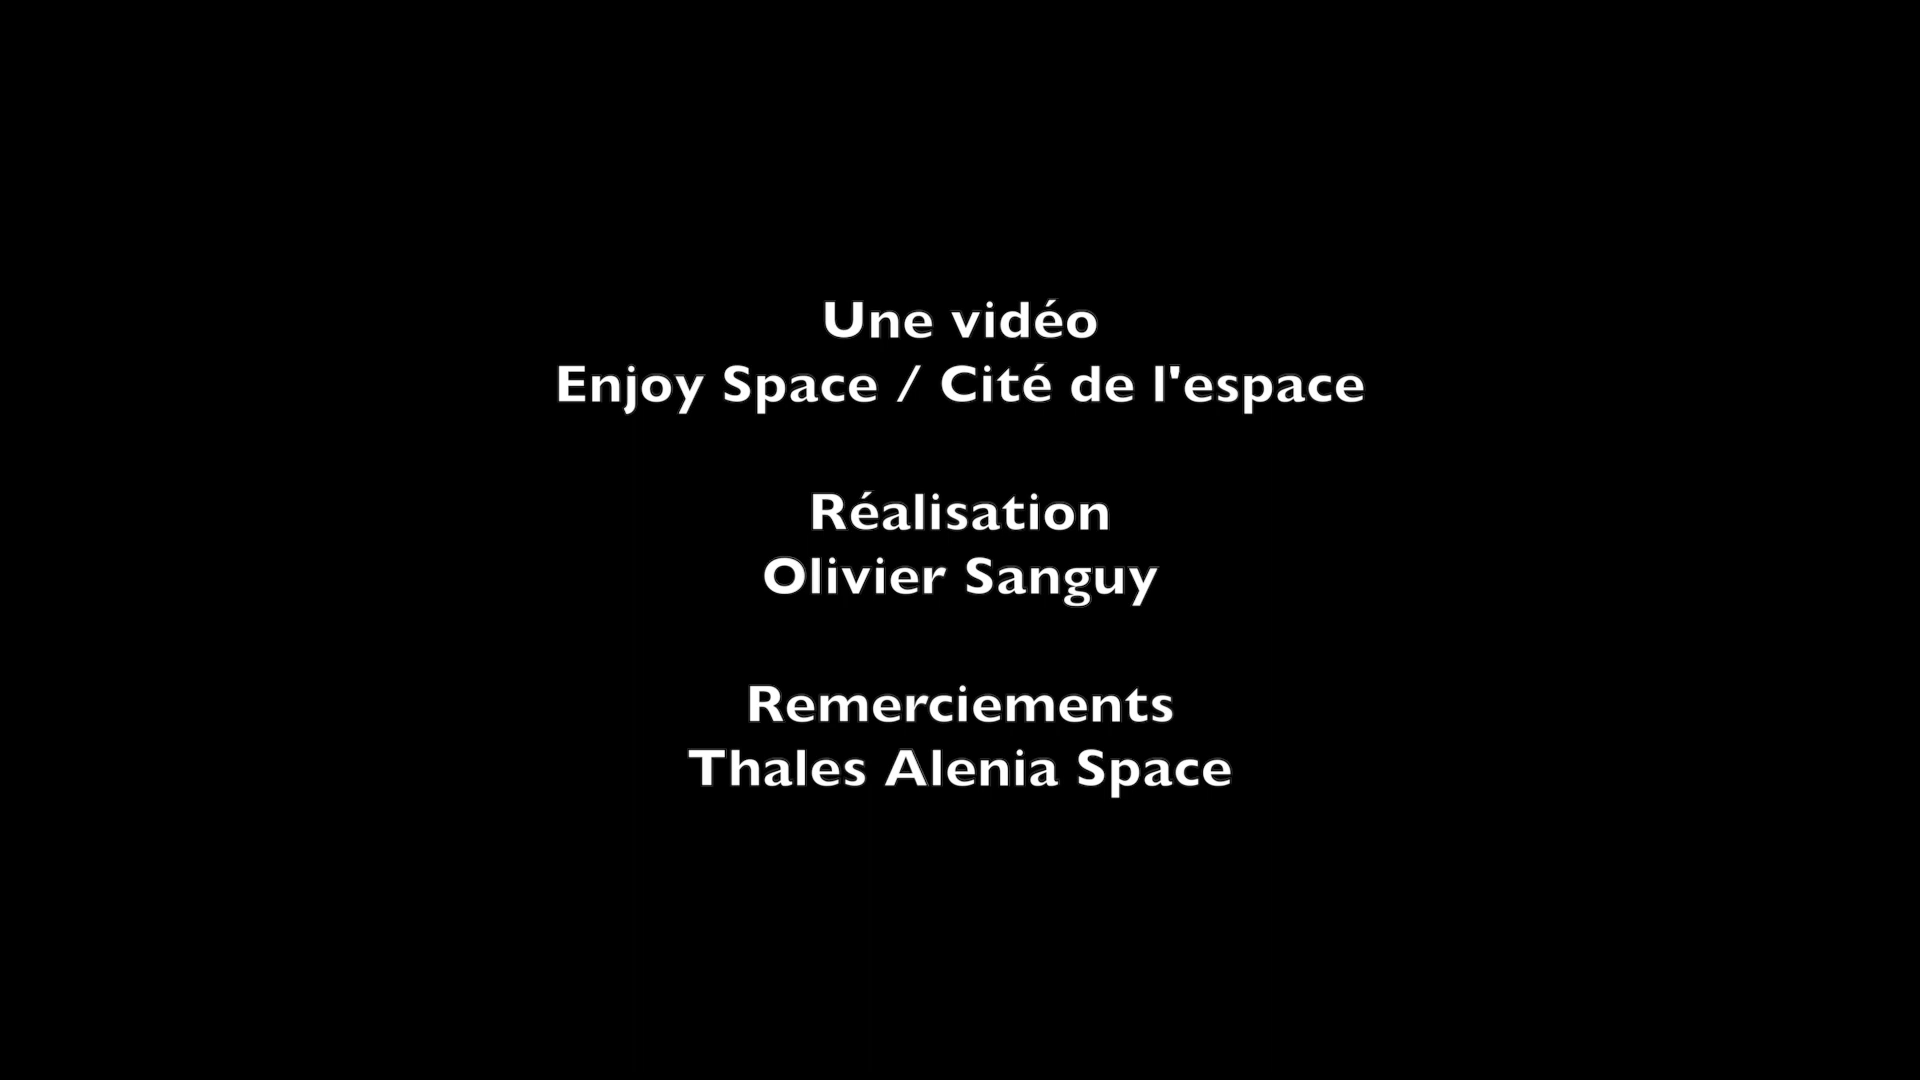 Une vidéo
Enjoy Space / Cité de l'espace
Réalisation
Olivier Sanguy
Remerciements
Thales Alenia Space